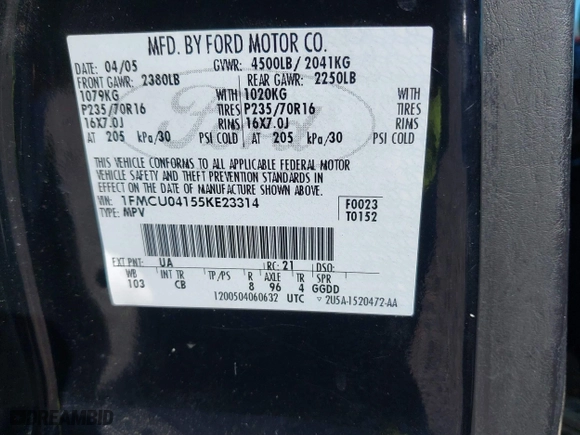 MFD. BY FORD MOTOR CO.
DATE: 04/05 GVWR: 4500LB/ 2041KG
FRONT GAWR: 2380LB REAR GAWR: 2250LB
1079KG WITH 1020KG WITH
P235/70R16 TIRES P235/70R16 TIRES
16X7.0J RIMS 16X7.0J RIMS
AT 205 kPa/30 PSI COLD AT 205 kPa/30 PSI COLD
THIS VEHICLE CONFORMS TO ALL APPLICABLE FEDERAL MOTOR
VEHICLE SAFETY AND BUMPER STANDARDS IN
EFFECT ON THE DATE OF MANUFACTURE SHOWN ABOVE.
VIN: 1FMCU04155KE23314 F0023
TYPE: MPV T0152
Ford
EXT PNT: UA RC: 21 DSO:
WB INT TR TP/PS R AXLE TR SPR
103 CB 8 96 4 GGDD
1200504060632 UTC 2U5A-1520472-AA
DREAMBID